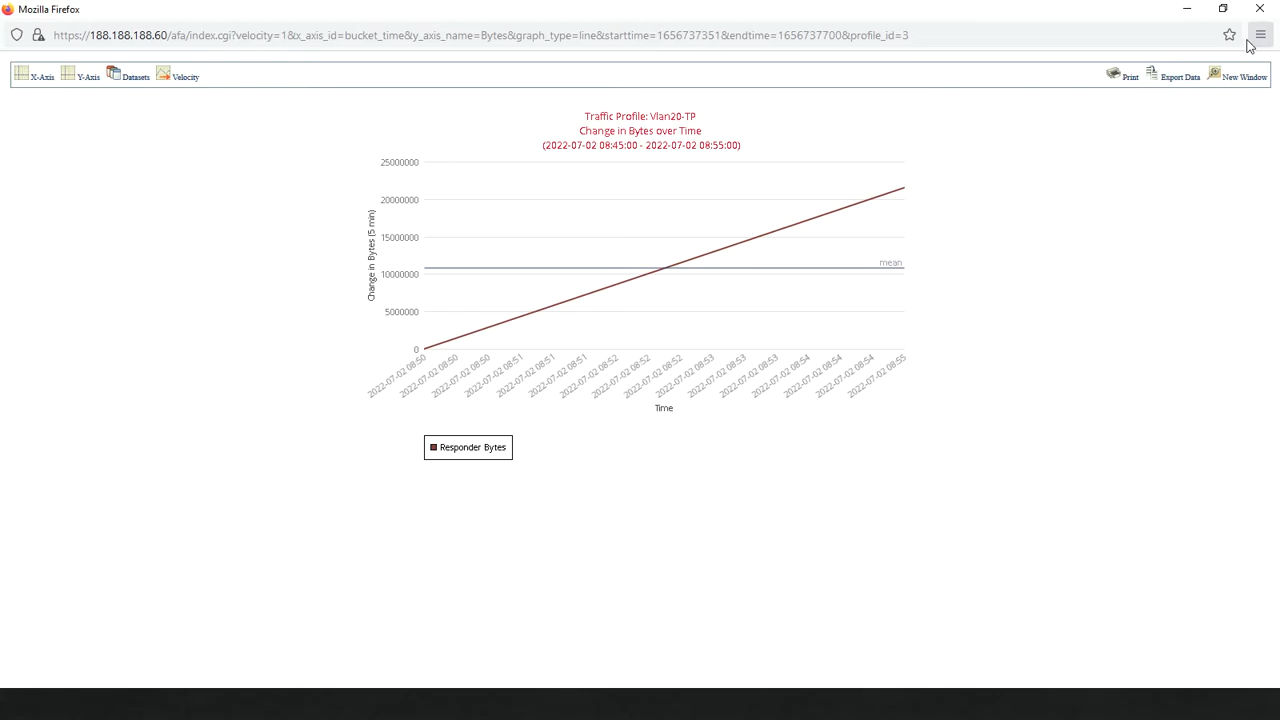 Mozilla Firefox
https://188.188.188.60/afa/index.cgi?velocity=1&x_axis_id=bucket_time&y_axis_name=Bytes&graph_type=line&starttime=1656737351&endtime=1656737700&profile_id=3
X-Axis Y-Axis Datasets Velocity Print Export Data New Window
Traffic Profile: Vlan20-TP
Change in Bytes over Time
(2022-07-02 08:45:00 - 2022-07-02 08:55:00)
25000000
20000000
15000000
10000000
5000000
0
Change in Bytes (5 min)
mean
2022-07-02 08:50
2022-07-02 08:50
2022-07-02 08:50
2022-07-02 08:51
2022-07-02 08:51
2022-07-02 08:51
2022-07-02 08:52
2022-07-02 08:52
2022-07-02 08:52
2022-07-02 08:53
2022-07-02 08:53
2022-07-02 08:53
2022-07-02 08:54
2022-07-02 08:54
2022-07-02 08:54
2022-07-02 08:55
Time
Responder Bytes